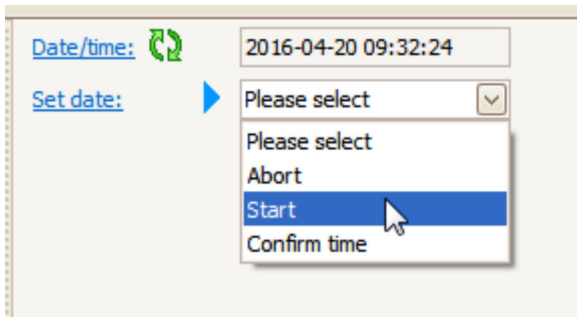 Date/time: 2016-04-20 09:32:24
Set date: Please select
Please select
Abort
Start
Confirm time